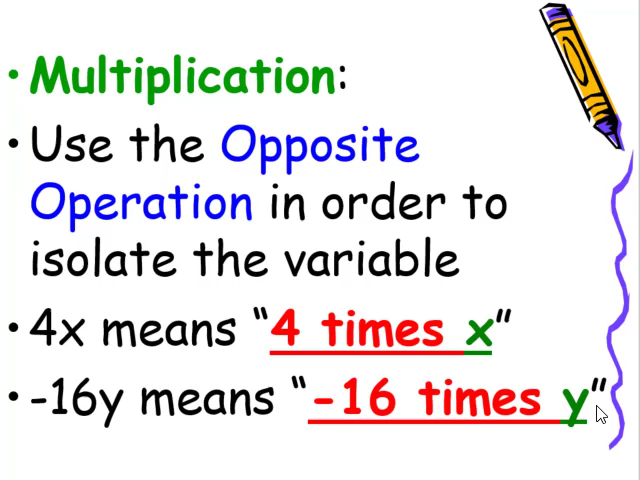 • Multiplication:
• Use the Opposite
Operation in order to
isolate the variable
• 4x means “4 times x”
• -16y means “-16 times y”